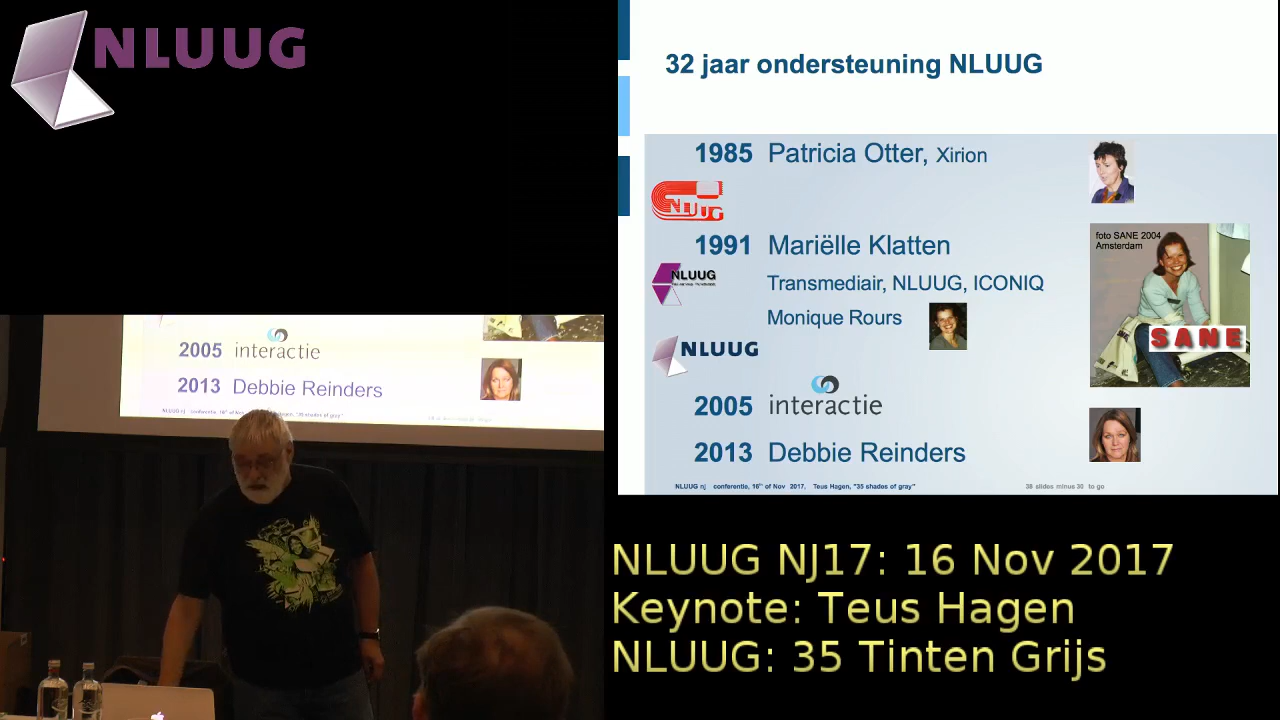 NLUUG
32 jaar ondersteuning NLUUG
1985 Patricia Otter, Xirion
NLUUG
1991 Mariëlle Klatten
foto SANE 2004
Amsterdam
NLUUG
Transmediair, NLUUG, ICONIQ
Monique Rours
SANE
NLUUG
2005 interactie
2013 Debbie Reinders
NLUUG nj conferentie, 16th of Nov 2017, Teus Hagen, "35 shades of gray"
38 slides minus 30 to go
2005 interactie
2013 Debbie Reinders
NLUUG NJ17: 16 Nov 2017
Keynote: Teus Hagen
NLUUG: 35 Tinten Grijs